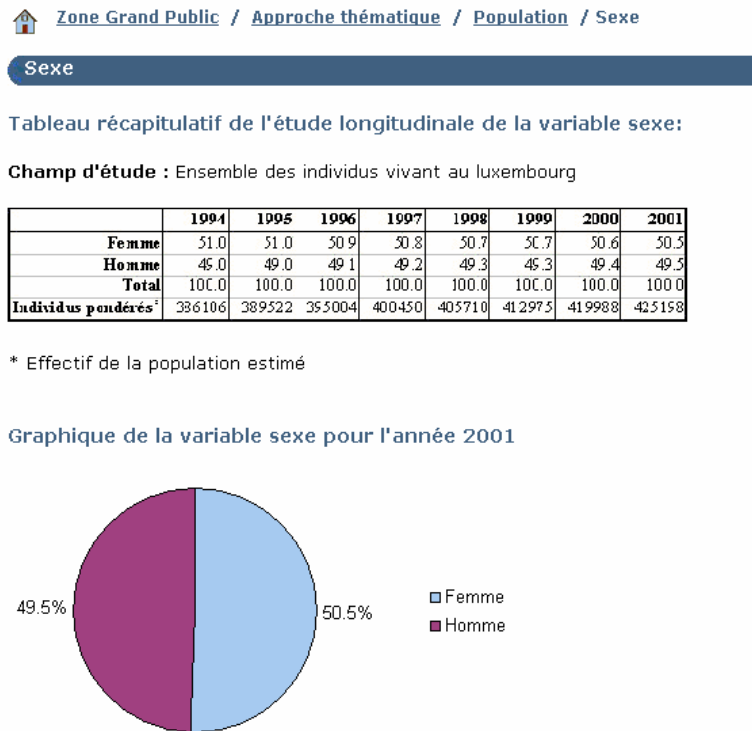 Zone Grand Public / Approche thématique / Population / Sexe
Sexe
Tableau récapitulatif de l'étude longitudinale de la variable sexe:
Champ d'étude : Ensemble des individus vivant au luxembourg
1994 1995 1996 1997 1998 1999 2000 2001
Femme 51.0 51.0 50.9 50.8 50.7 50.7 50.6 50.5
Homme 49.0 49.0 49.1 49.2 49.3 49.3 49.4 49.5
Total 100.0 100.0 100.0 100.0 100.0 100.0 100.0 100.0
Individus pondérés* 386106 389522 395004 400450 405710 412975 419988 425198
* Effectif de la population estimé
Graphique de la variable sexe pour l'année 2001
49.5% 50.5%
Femme
Homme